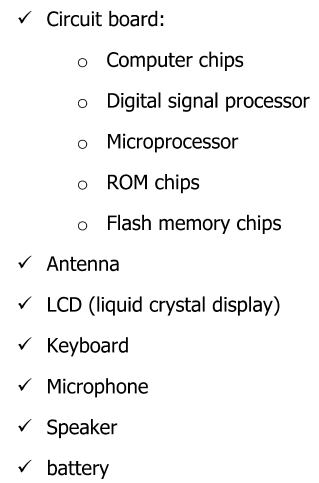 ✓ Circuit board:
o Computer chips
o Digital signal processor
o Microprocessor
o ROM chips
o Flash memory chips
✓ Antenna
✓ LCD (liquid crystal display)
✓ Keyboard
✓ Microphone
✓ Speaker
✓ battery